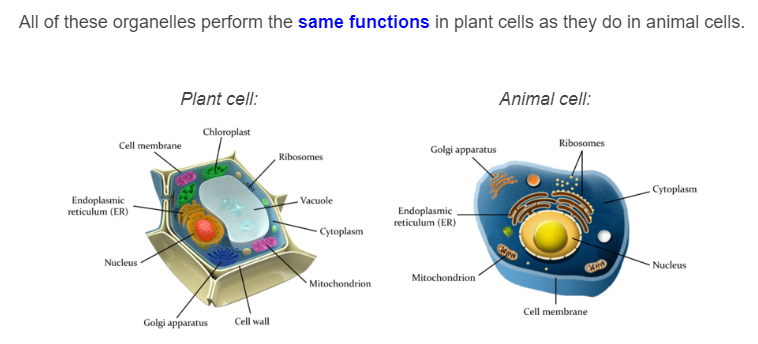 All of these organelles perform the same functions in plant cells as they do in animal cells.
Plant cell:
Animal cell:
Chloroplast
Cell membrane
Ribosomes
Endoplasmic
reticulum (ER)
Vacuole
Cytoplasm
Nucleus
Mitochondrion
Golgi apparatus
Cell wall
Ribosomes
Golgi apparatus
Cytoplasm
Endoplasmic
reticulum (ER)
Nucleus
Mitochondrion
Cell membrane